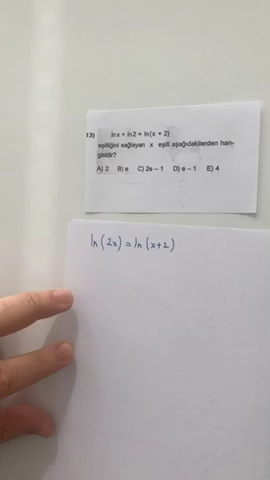 13) lnx + ln2 = ln(x + 2)
eşitliğini sağlayan x eşiti aşağıdakilerden han-
gisidir?
A) 2 B) e C) 2e − 1 D) e − 1 E) 4
ln(2x) = ln(x+2)